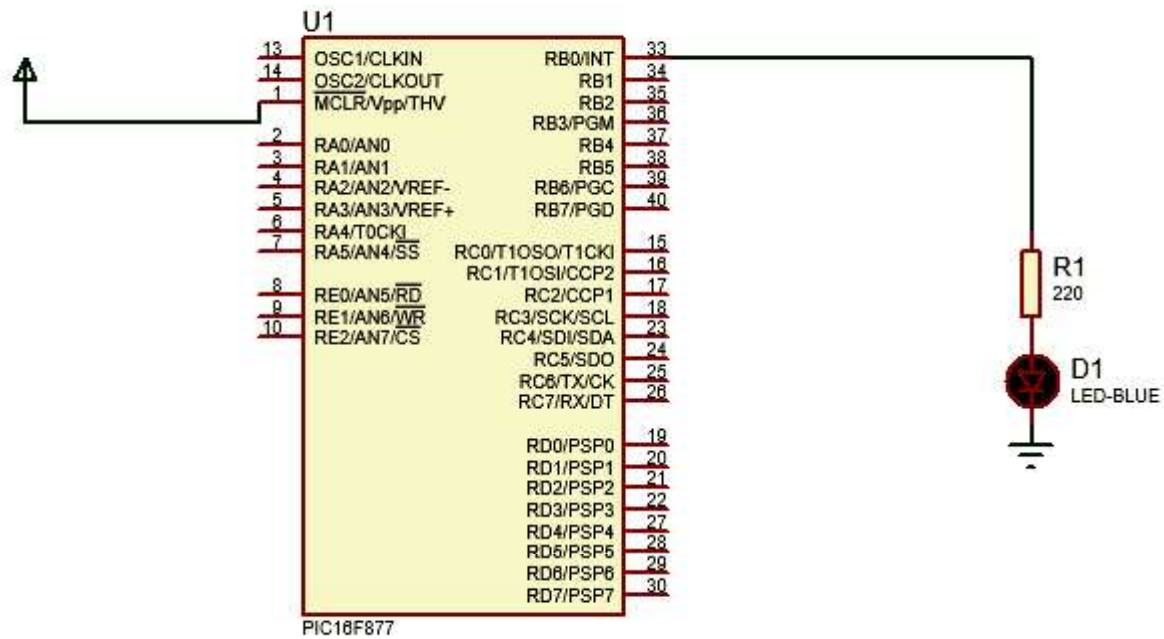 U1
13 OSC1/CLKIN RB0/INT 33
14 OSC2/CLKOUT RB1 34
1 MCLR/Vpp/THV RB2 35
RB3/PGM 36
2 RA0/AN0 RB4 37
3 RA1/AN1 RB5 38
4 RA2/AN2/VREF- RB6/PGC 39
5 RA3/AN3/VREF+ RB7/PGD 40
6 RA4/T0CKI
7 RA5/AN4/SS RC0/T1OSO/T1CKI 15
RC1/T1OSI/CCP2 16
8 RE0/AN5/RD RC2/CCP1 17
9 RE1/AN6/WR RC3/SCK/SCL 18
10 RE2/AN7/CS RC4/SDI/SDA 23
RC5/SDO 24
RC6/TX/CK 25
RC7/RX/DT 26
RD0/PSP0 19
RD1/PSP1 20
RD2/PSP2 21
RD3/PSP3 22
RD4/PSP4 27
RD5/PSP5 28
RD6/PSP6 29
RD7/PSP7 30
PIC16F877
R1
220
D1
LED-BLUE